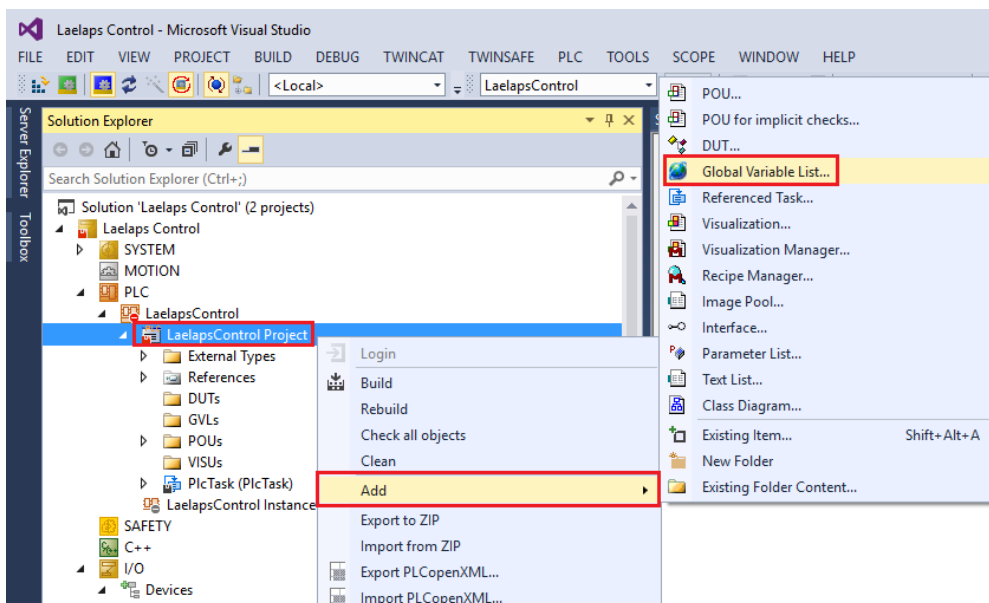 Laelaps Control - Microsoft Visual Studio
FILE EDIT VIEW PROJECT BUILD DEBUG TWINCAT TWINSAFE PLC TOOLS SCOPE WINDOW HELP
<Local> LaelapsControl
Server Explorer
Toolbox
Solution Explorer
Search Solution Explorer (Ctrl+;)
Solution 'Laelaps Control' (2 projects)
Laelaps Control
SYSTEM
MOTION
PLC
LaelapsControl
LaelapsControl Project
External Types
References
DUTs
GVLs
POUs
VISUs
PlcTask (PlcTask)
LaelapsControl Instance
SAFETY
C++
I/O
Devices
Login
Build
Rebuild
Check all objects
Clean
Add
Export to ZIP
Import from ZIP
Export PLCopenXML...
Import PLCopenXML...
POU...
POU for implicit checks...
DUT...
Global Variable List...
Referenced Task...
Visualization...
Visualization Manager...
Recipe Manager...
Image Pool...
Interface...
Parameter List...
Text List...
Class Diagram...
Existing Item... Shift+Alt+A
New Folder
Existing Folder Content...